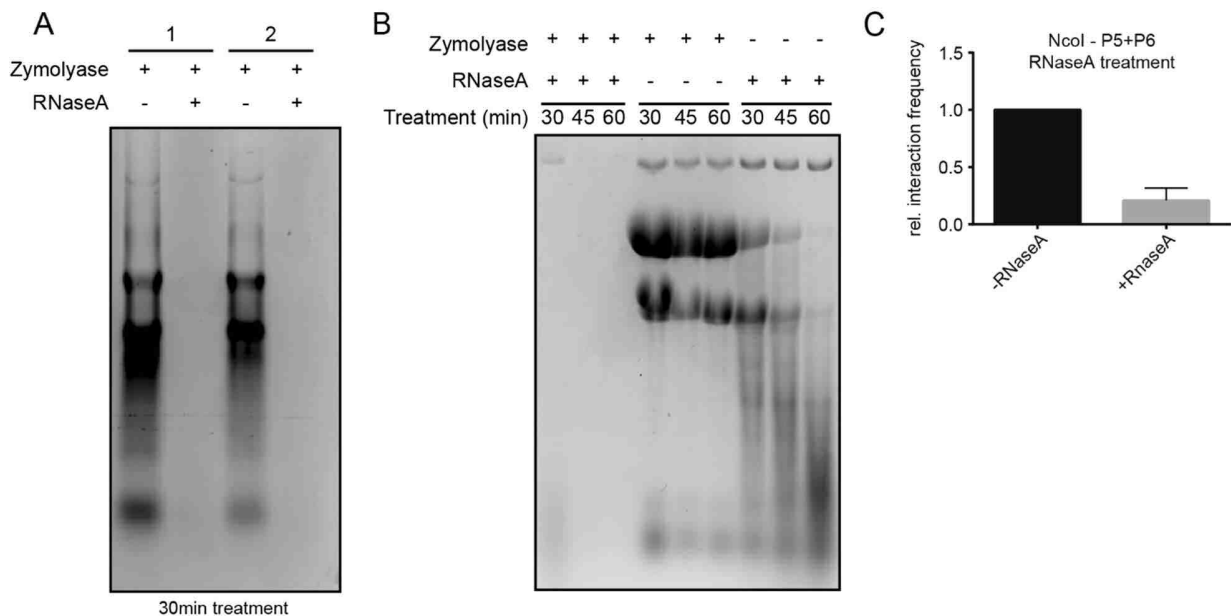 A
1 2
Zymolyase + + + +
RNaseA - + - +
30min treatment
B
Zymolyase + + + + + + - - -
RNaseA + + + - - - + + +
Treatment (min) 30 45 60 30 45 60 30 45 60
C
NcoI - P5+P6
RNaseA treatment
rel. interaction frequency
1.5
1.0
0.5
0.0
-RNaseA
+RnaseA